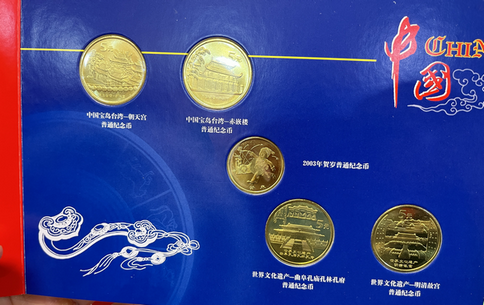 中国
CHINA
中国宝岛台湾—朝天宫
普通纪念币
中国宝岛台湾—赤嵌楼
普通纪念币
2003年贺岁普通纪念币
世界文化遗产—曲阜孔庙孔林孔府
普通纪念币
世界文化遗产—明清故宫
普通纪念币